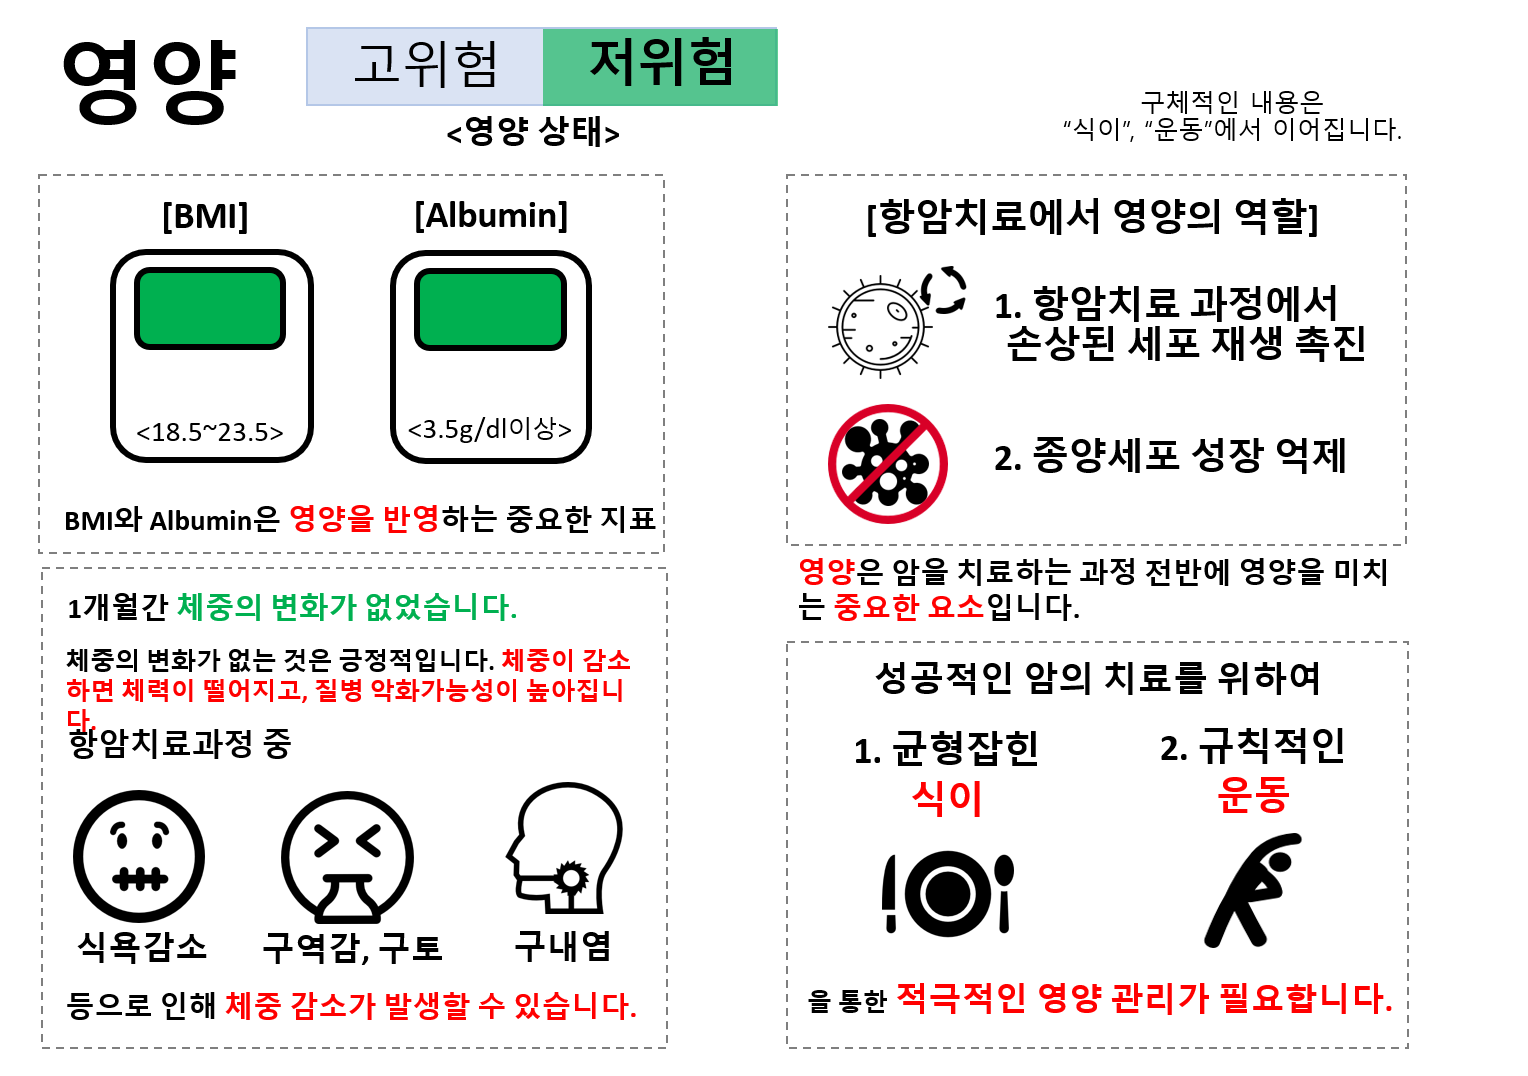 영양
고위험
저위험
<영양 상태>
구체적인 내용은
“식이”, “운동”에서 이어집니다.
[BMI]
[Albumin]
<18.5~23.5>
<3.5g/dl이상>
BMI와 Albumin은 영양을 반영하는 중요한 지표
1개월간 체중의 변화가 없었습니다.
체중의 변화가 없는 것은 긍정적입니다. 체중이 감소
하면 체력이 떨어지고, 질병 악화가능성이 높아집니
다.
항암치료과정 중
식욕감소
구역감, 구토
구내염
등으로 인해 체중 감소가 발생할 수 있습니다.
[항암치료에서 영양의 역할]
1. 항암치료 과정에서
손상된 세포 재생 촉진
2. 종양세포 성장 억제
영양은 암을 치료하는 과정 전반에 영양을 미치
는 중요한 요소입니다.
성공적인 암의 치료를 위하여
1. 균형잡힌
식이
2. 규칙적인
운동
을 통한 적극적인 영양 관리가 필요합니다.